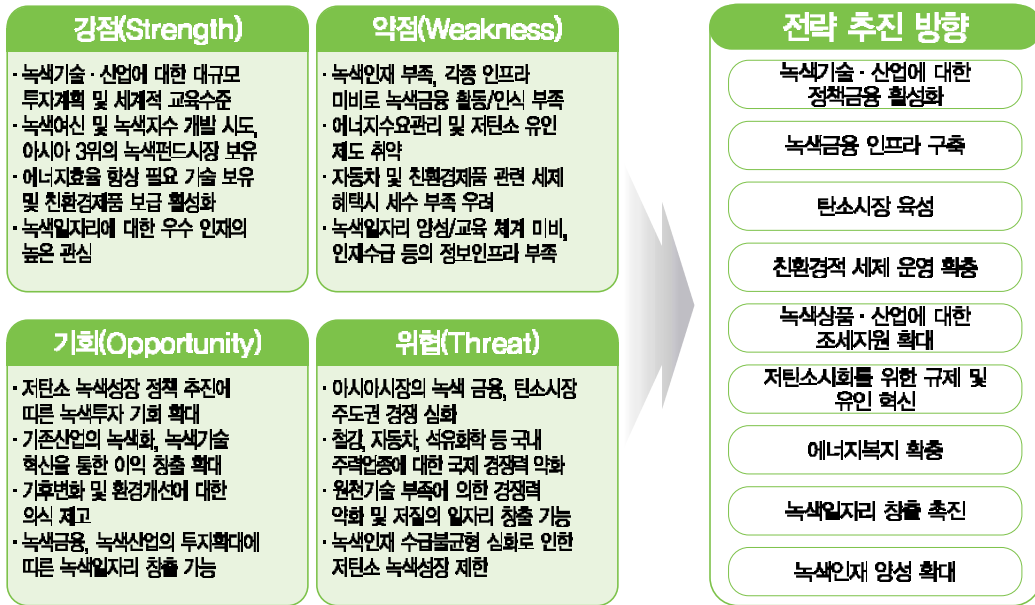 강점(Strength)
· 녹색기술 · 산업에 대한 대규모
투자계획 및 세계적 교육수준
· 녹색여신 및 녹색지수 개발 시도,
아시아 3위의 녹색펀드시장 보유
· 에너지효율 향상 필요 기술 보유
및 친환경제품 보급 활성화
· 녹색일자리에 대한 우수 인재의
높은 관심
약점(Weakness)
· 녹색인재 부족, 각종 인프라
미비로 녹색금융 활동/인식 부족
· 에너지수요관리 및 저탄소 유인
제도 취약
· 자동차 및 친환경제품 관련 세제
혜택시 세수 부족 우려
· 녹색일자리 양성/교육 체계 미비,
인재수급 등의 정보인프라 부족
기회(Opportunity)
· 저탄소 녹색성장 정책 추진에
따른 녹색투자 기회 확대
· 기존산업의 녹색화, 녹색기술
혁신을 통한 이익 창출 확대
· 기후변화 및 환경개선에 대한
의식 제고
· 녹색금융, 녹색산업의 투자확대에
따른 녹색일자리 창출 가능
위협(Threat)
· 아시아시장의 녹색 금융, 탄소시장
주도권 경쟁 심화
· 철강, 자동차, 석유화학 등 국내
주력업종에 대한 국제 경쟁력 약화
· 원천기술 부족에 의한 경쟁력
약화 및 저질의 일자리 창출 가능
· 녹색인재 수급불균형 심화로 인한
저탄소 녹색성장 제한
전략 추진 방향
녹색기술 · 산업에 대한
정책금융 활성화
녹색금융 인프라 구축
탄소시장 육성
친환경적 세제 운영 확충
녹색상품 · 산업에 대한
조세지원 확대
저탄소사회를 위한 규제 및
유인 혁신
에너지복지 확충
녹색일자리 창출 촉진
녹색인재 양성 확대